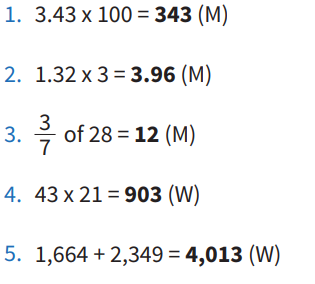 1. 3.43 x 100 = 343 (M)
2. 1.32 x 3 = 3.96 (M)
3. 3/7 of 28 = 12 (M)
4. 43 x 21 = 903 (W)
5. 1,664 + 2,349 = 4,013 (W)